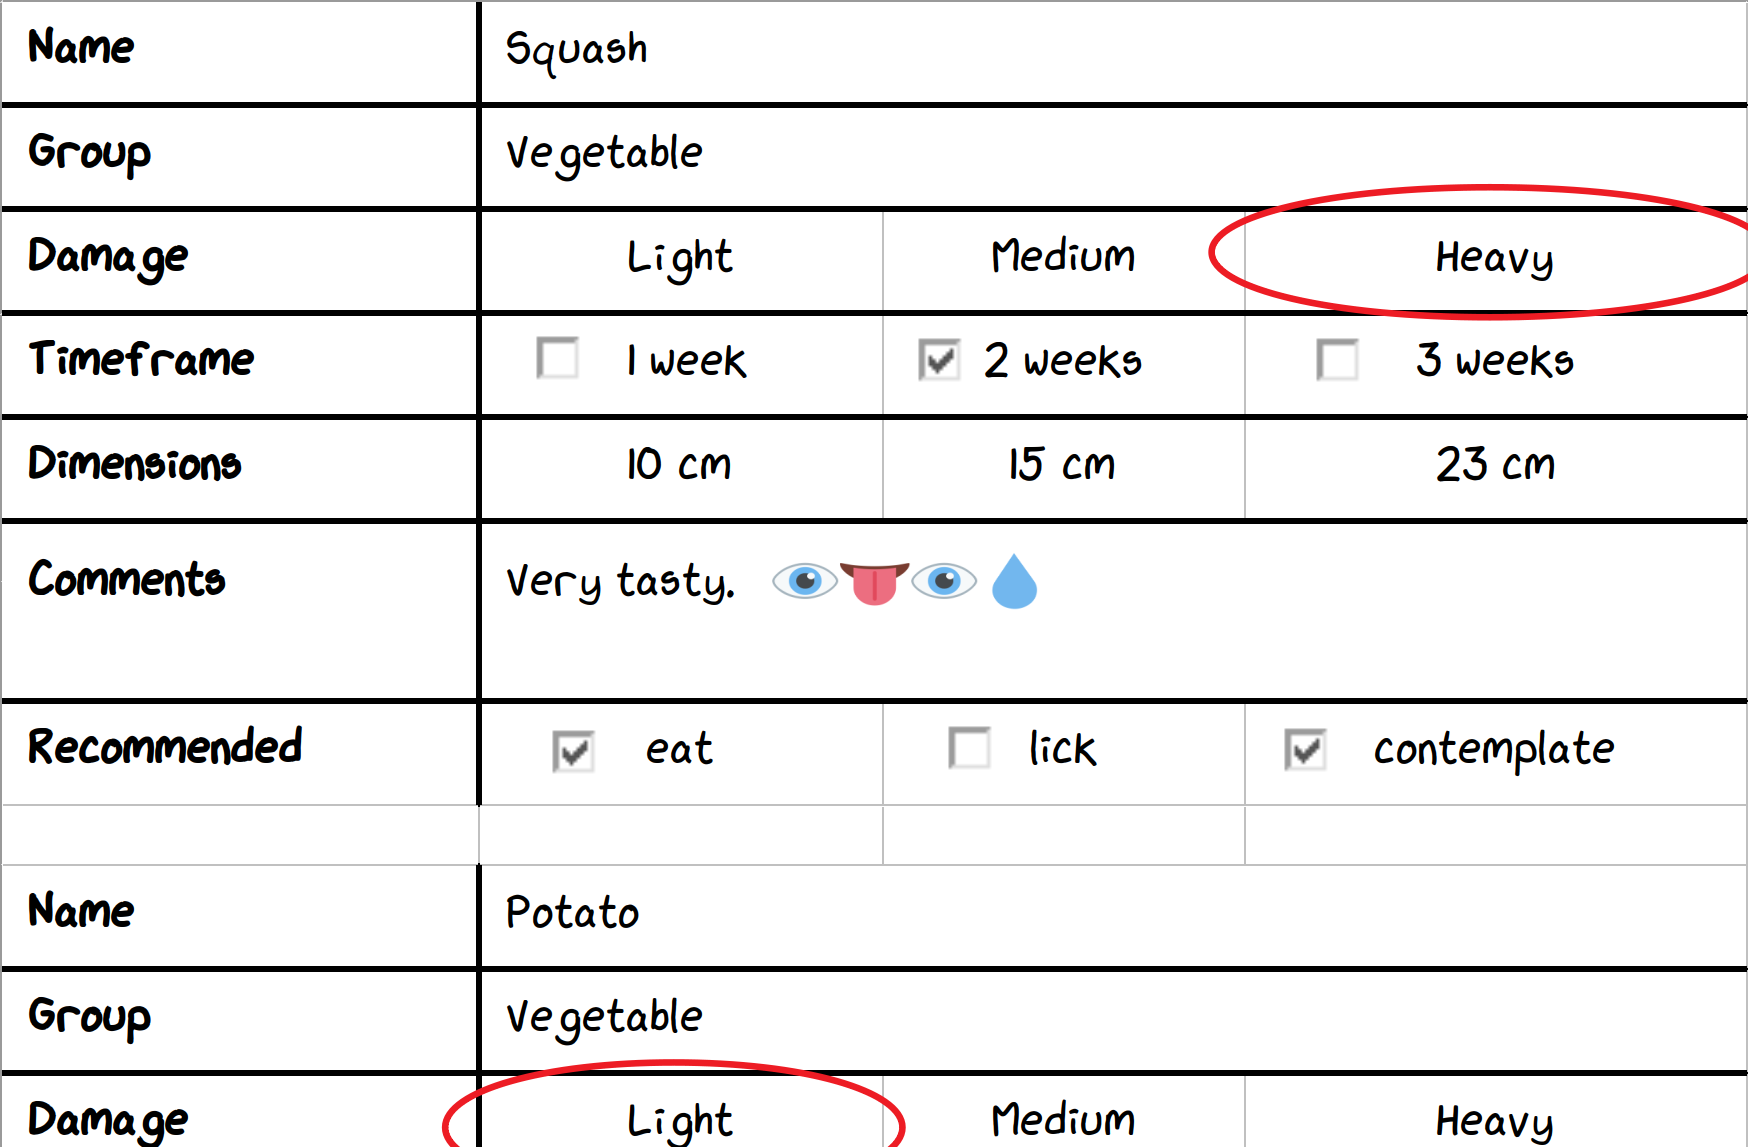 Name Squash
Group Vegetable
Damage Light Medium Heavy
Timeframe 1 week 2 weeks 3 weeks
Dimensions 10 cm 15 cm 23 cm
Comments Very tasty. 👁👅👁💧
Recommended eat lick contemplate
Name Potato
Group Vegetable
Damage Light Medium Heavy